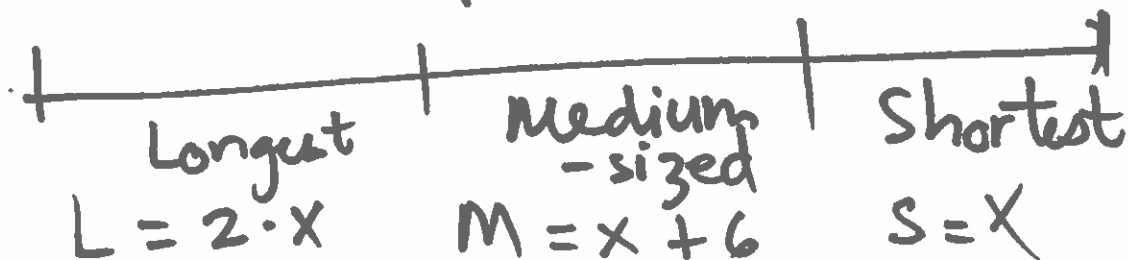 Longest Medium Shortest
-sized
L = 2·X M = x + 6 S = X